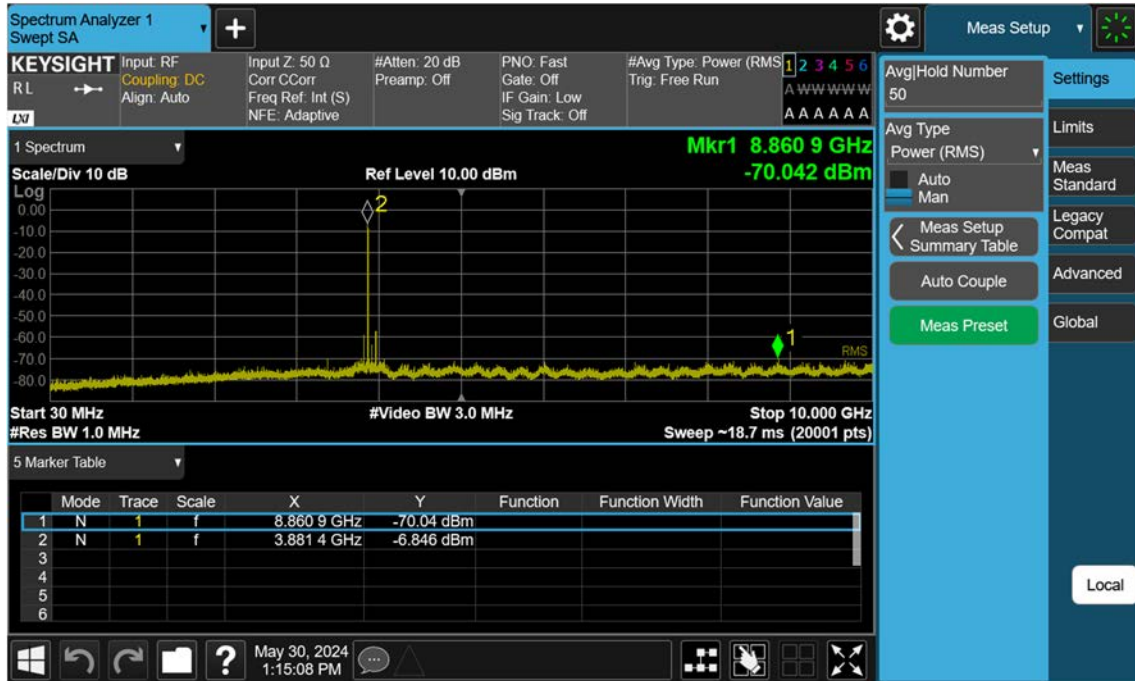 Spectrum Analyzer 1
Swept SA
+
Meas Setup
KEYSIGHT
R L
LXI
Input: RF
Coupling: DC
Align: Auto
Input Z: 50 Ω
Corr CCorr
Freq Ref: Int (S)
NFE: Adaptive
#Atten: 20 dB
Preamp: Off
PNO: Fast
Gate: Off
IF Gain: Low
Sig Track: Off
#Avg Type: Power (RMS
Trig: Free Run
1 2 3 4 5 6
A W W W W W
A A A A A A
1 Spectrum
Scale/Div 10 dB
Ref Level 10.00 dBm
Mkr1 8.860 9 GHz
-70.042 dBm
Log
0.00
-10.0
-20.0
-30.0
-40.0
-50.0
-60.0
-70.0
-80.0
2
1
RMS
Start 30 MHz
#Video BW 3.0 MHz
Stop 10.000 GHz
#Res BW 1.0 MHz
Sweep ~18.7 ms (20001 pts)
5 Marker Table
Mode Trace Scale X Y Function Function Width Function Value
1 N 1 f 8.860 9 GHz -70.04 dBm
2 N 1 f 3.881 4 GHz -6.846 dBm
3
4
5
6
Avg|Hold Number
50
Avg Type
Power (RMS)
Auto
Man
Meas Setup
Summary Table
Auto Couple
Meas Preset
Settings
Limits
Meas
Standard
Legacy
Compat
Advanced
Global
Local
?
May 30, 2024
1:15:08 PM